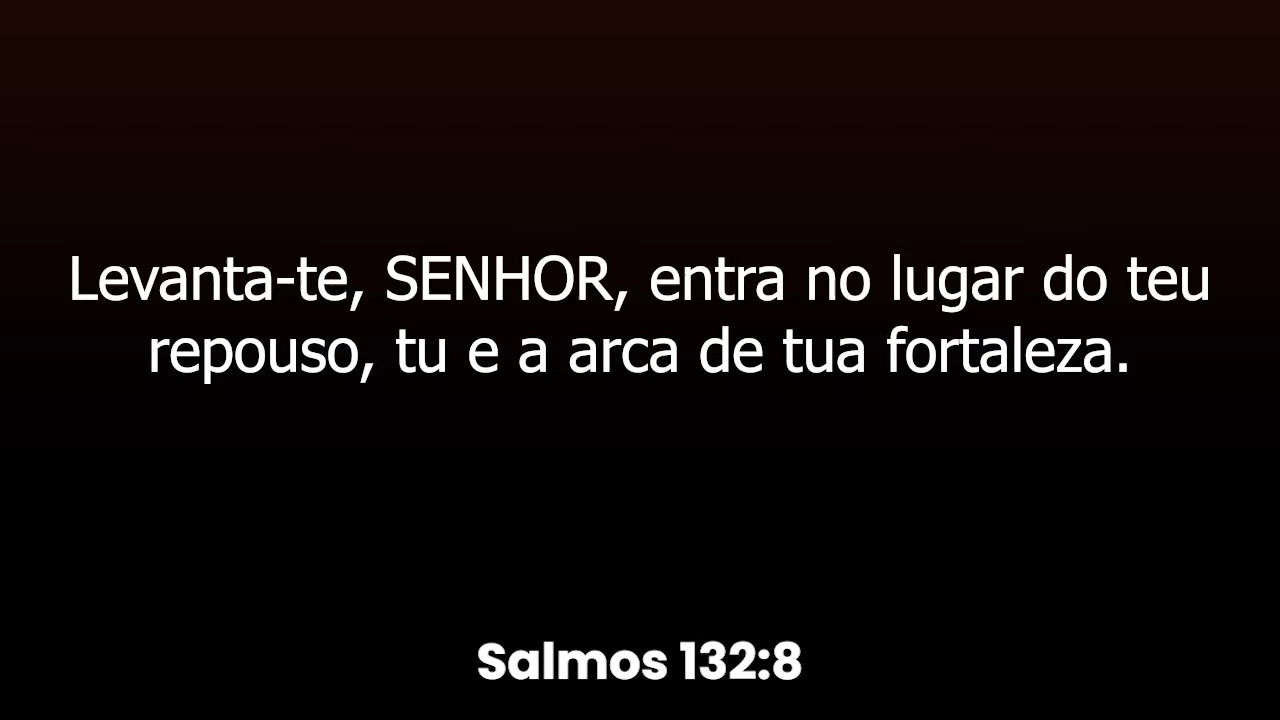 Levanta-te, SENHOR, entra no lugar do teu
repouso, tu e a arca de tua fortaleza.
Salmos 132:8